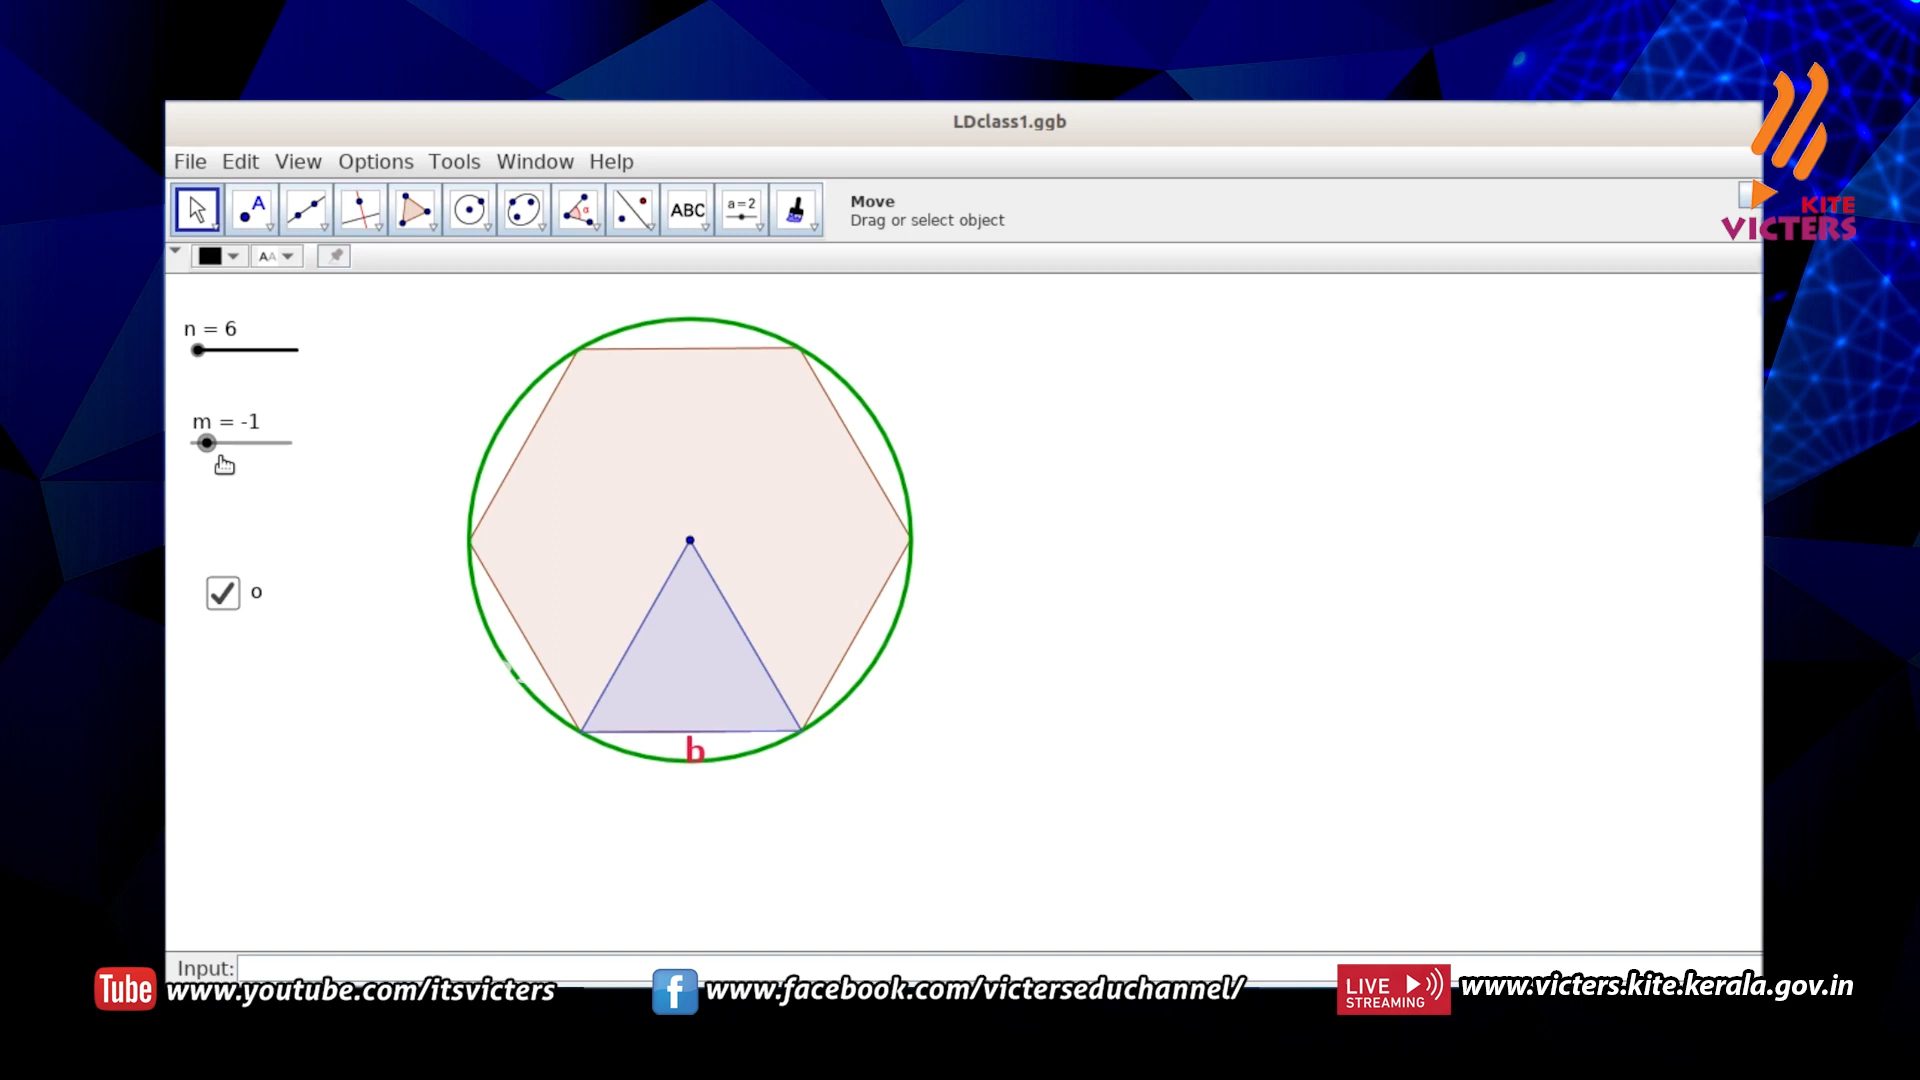 LDclass1.ggb
File Edit View Options Tools Window Help
A
α
ABC
a=2
Move
Drag or select object
KITE
VICTERS
AA
n = 6
m = -1
o
b
Input:
Tube www.youtube.com/itsvicters
f www.facebook.com/victerseduchannel/
LIVE STREAMING www.victers.kite.kerala.gov.in